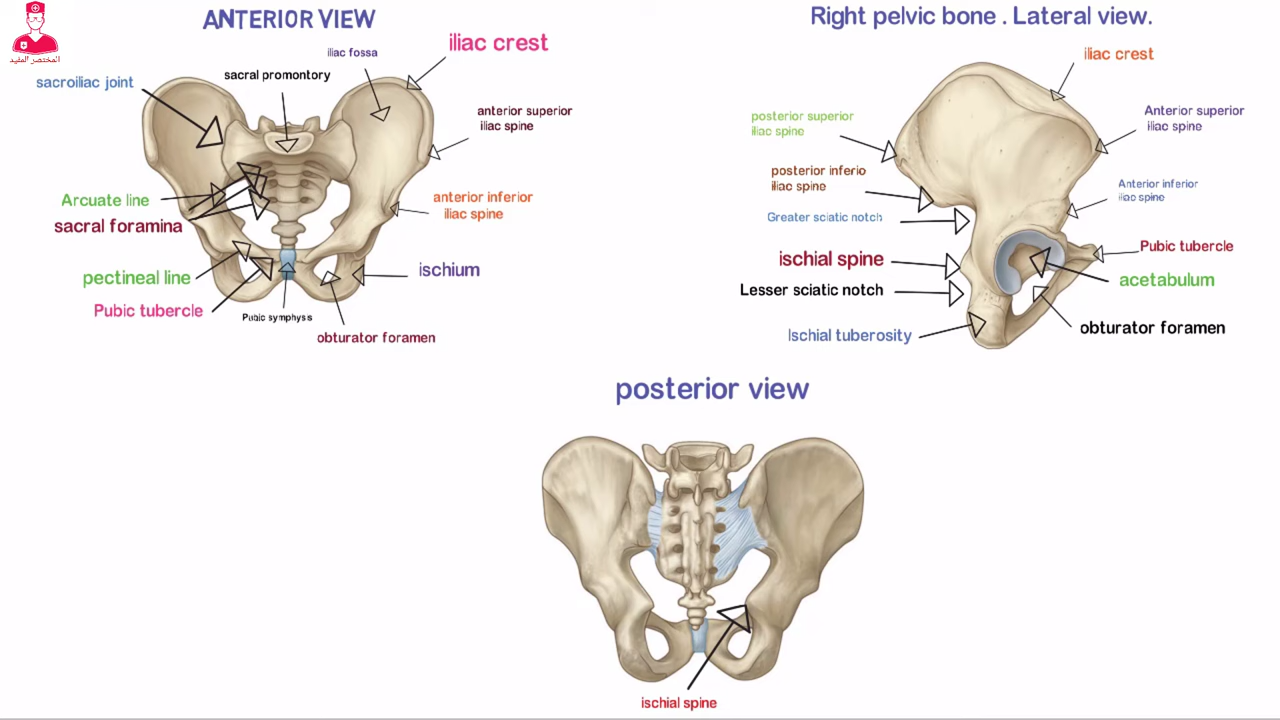 المختصر المفيد
ANTERIOR VIEW
iliac fossa
iliac crest
sacral promontory
sacroiliac joint
anterior superior
iliac spine
Arcuate line
anterior inferior
iliac spine
sacral foramina
pectineal line
ischium
Pubic tubercle
Pubic symphysis
obturator foramen
Right pelvic bone . Lateral view.
iliac crest
posterior superior
iliac spine
Anterior superior
iliac spine
posterior inferio
iliac spine
Anterior inferior
iliac spine
Greater sciatic notch
Pubic tubercle
ischial spine
acetabulum
Lesser sciatic notch
obturator foramen
Ischial tuberosity
posterior view
ischial spine